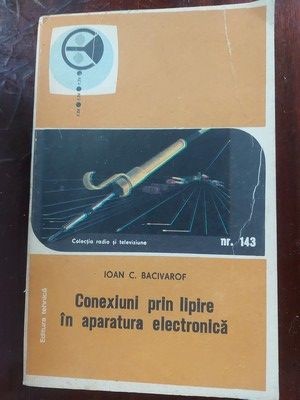 Colecția radio și televiziune
nr. 143
IOAN C. BACIVAROF
Conexiuni prin lipire
în aparatura electronică
Editura tehnică